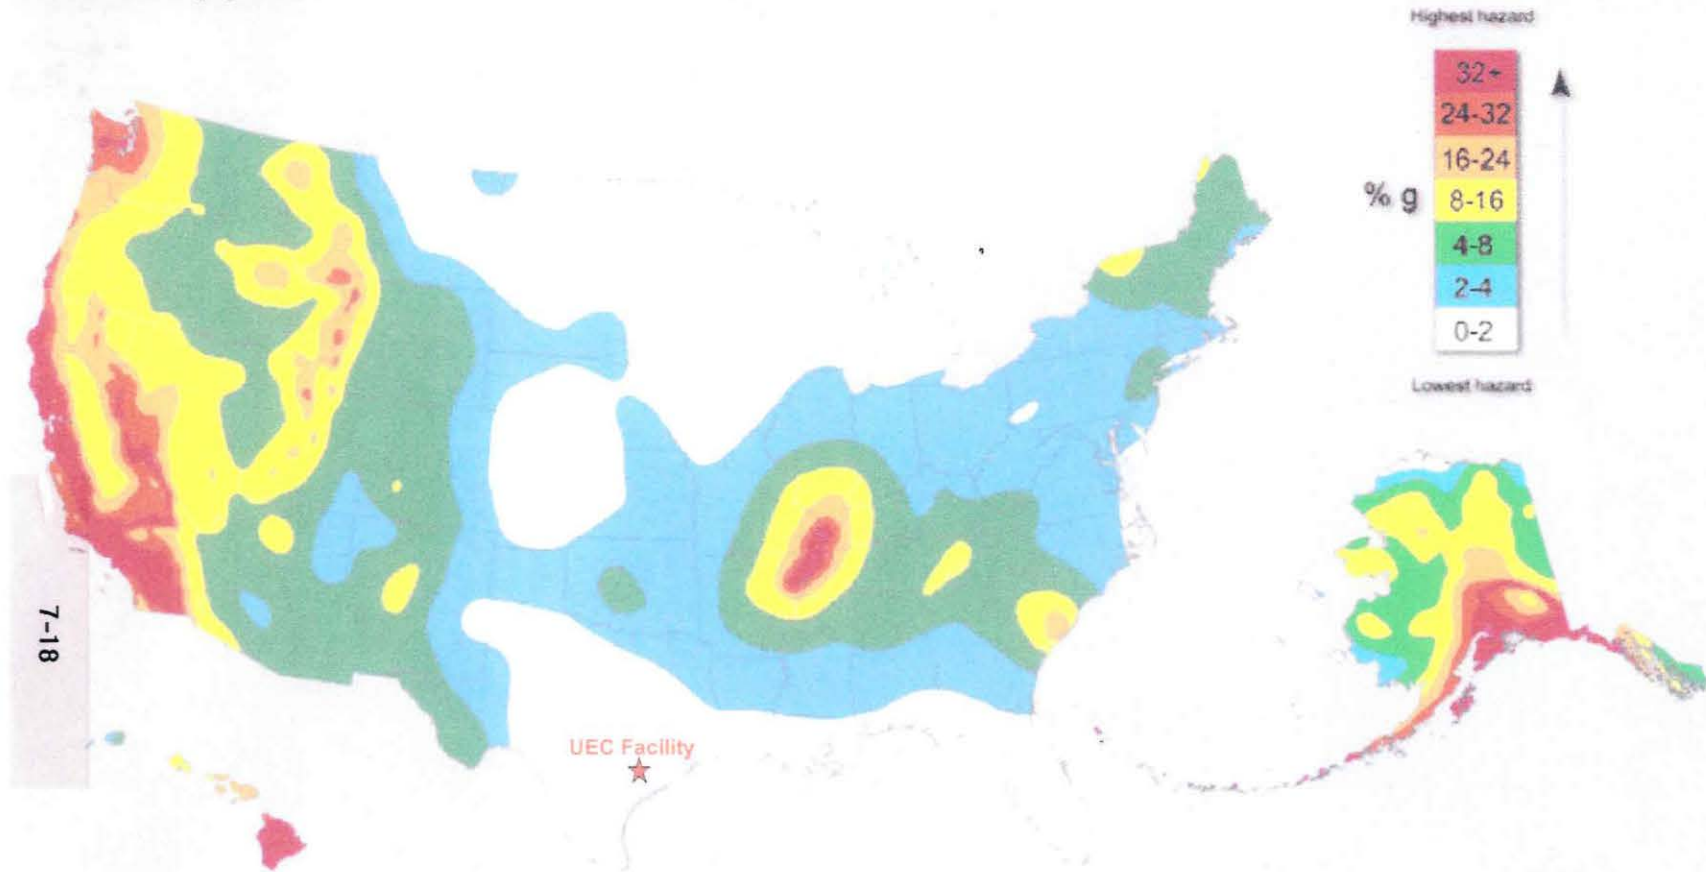 Highest hazard
32+
24-32
16-24
% g
8-16
4-8
2-4
0-2
Lowest hazard
7-18
UEC Facility